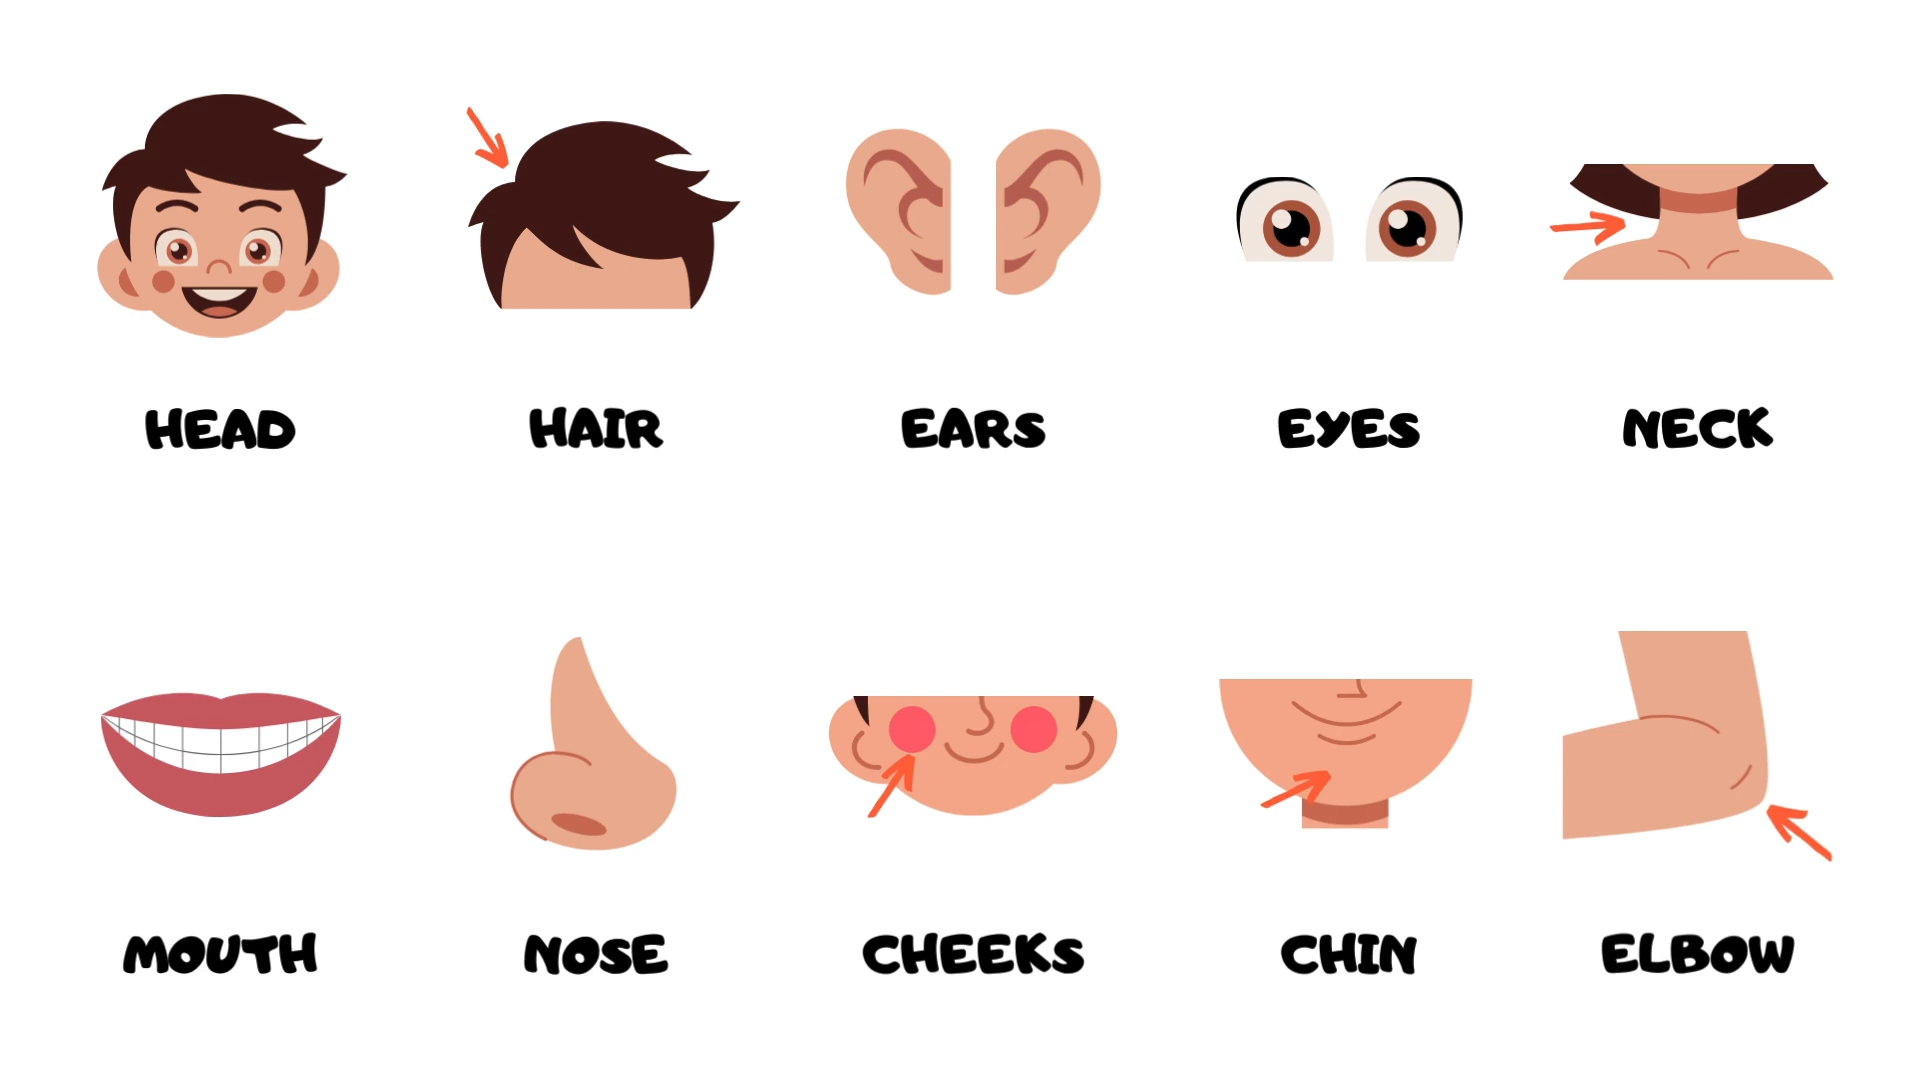 HEAD
HAIR
EARS
EYES
NECK
MOUTH
NOSE
CHEEKS
CHIN
ELBOW